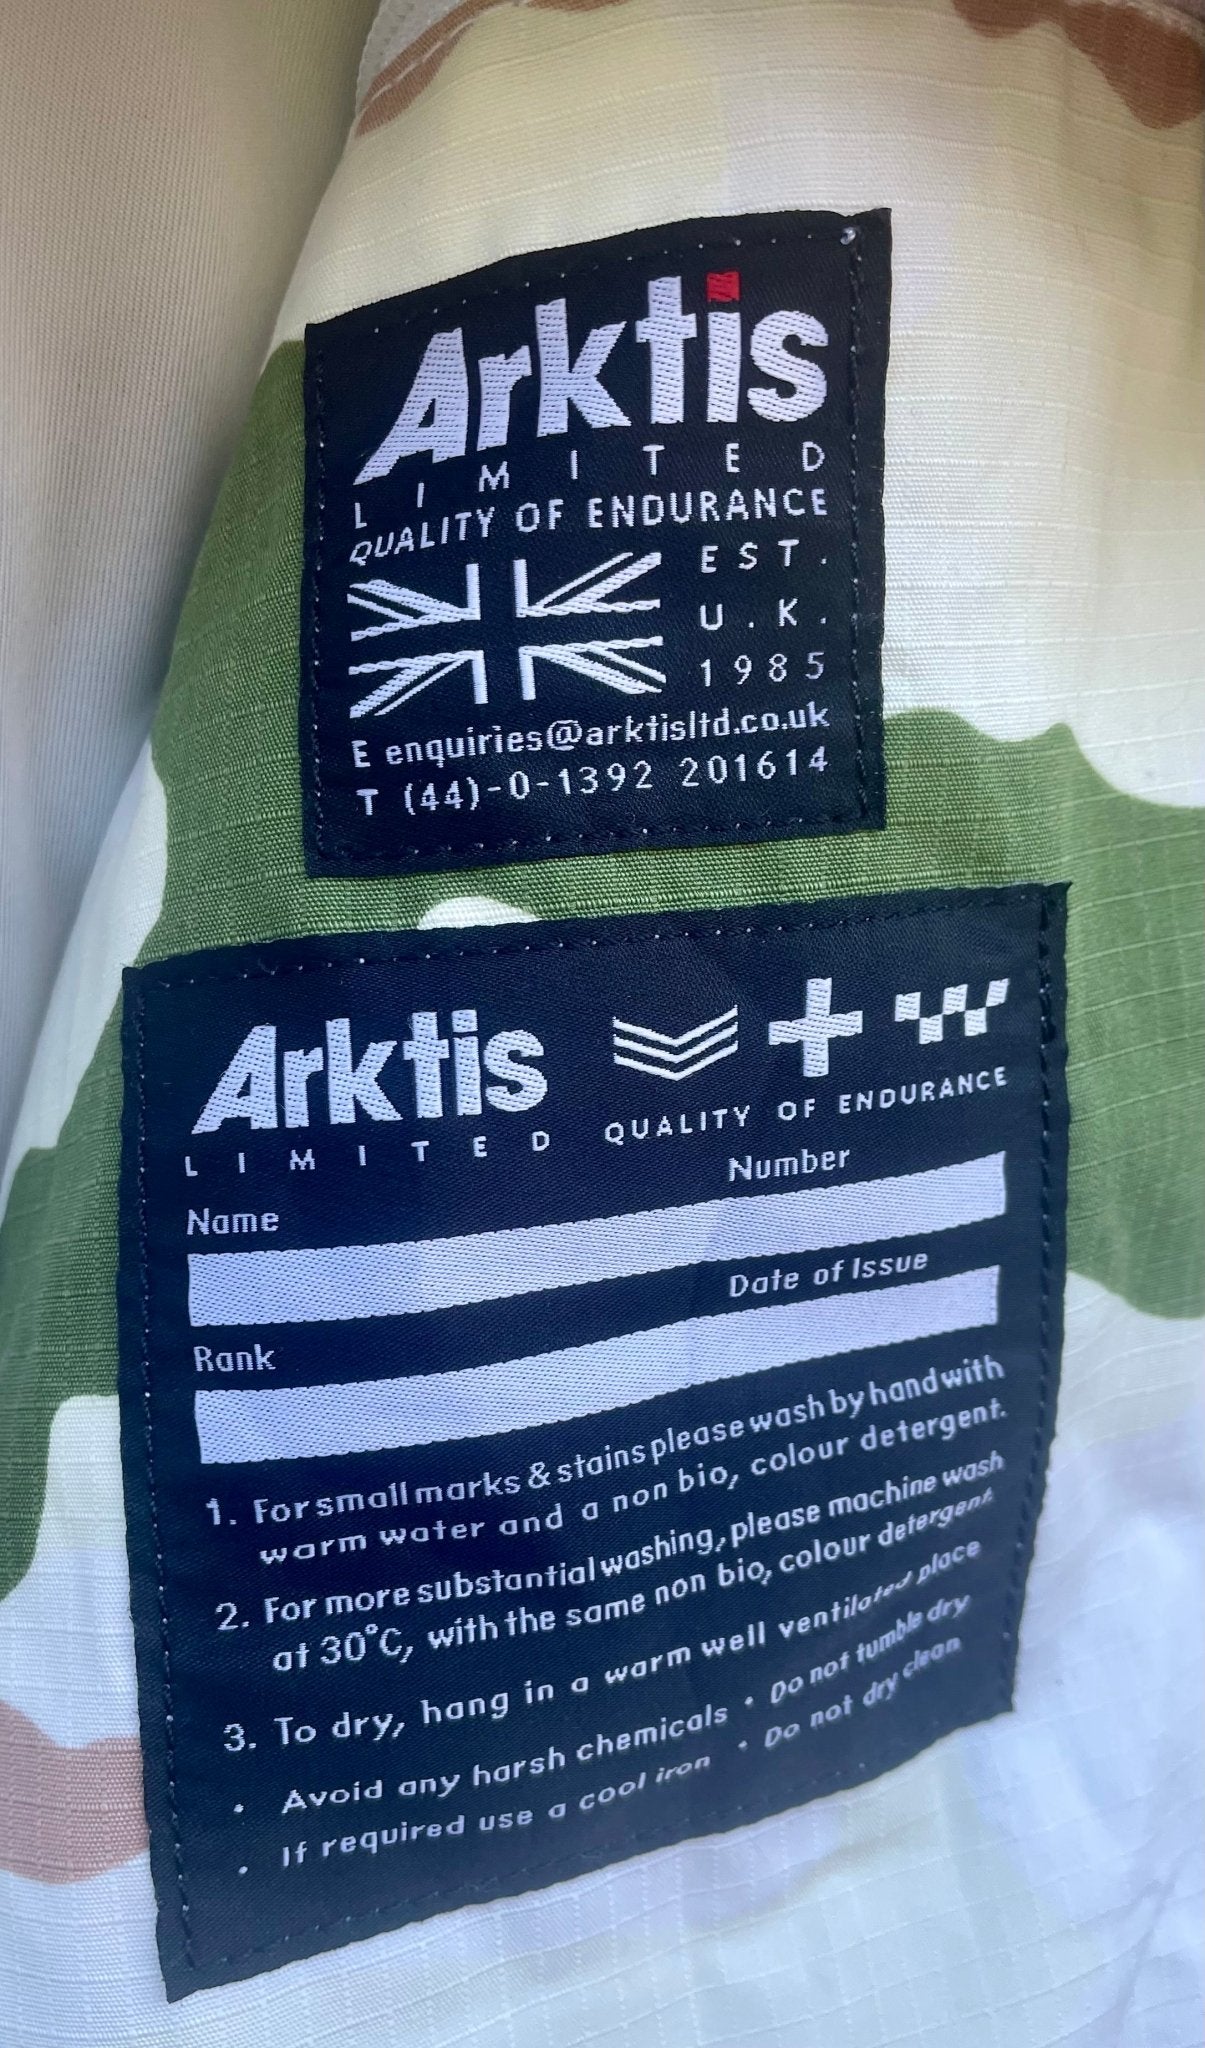 Arktis
LIMITED
QUALITY OF ENDURANCE
EST.
U.K.
1985
E enquiries@arktisltd.co.uk
T (44)-0-1392 201614
Arktis
LIMITED
QUALITY OF ENDURANCE
Name
Number
Rank
Date of Issue
1. For small marks & stains please wash by hand with
warm water and a non bio, colour detergent.
2. For more substantial washing, please machine wash
at 30°C, with the same non bio, colour detergent.
3. To dry, hang in a warm well ventilated place
• Avoid any harsh chemicals • Do not tumble dry
• If required use a cool iron • Do not dry clean